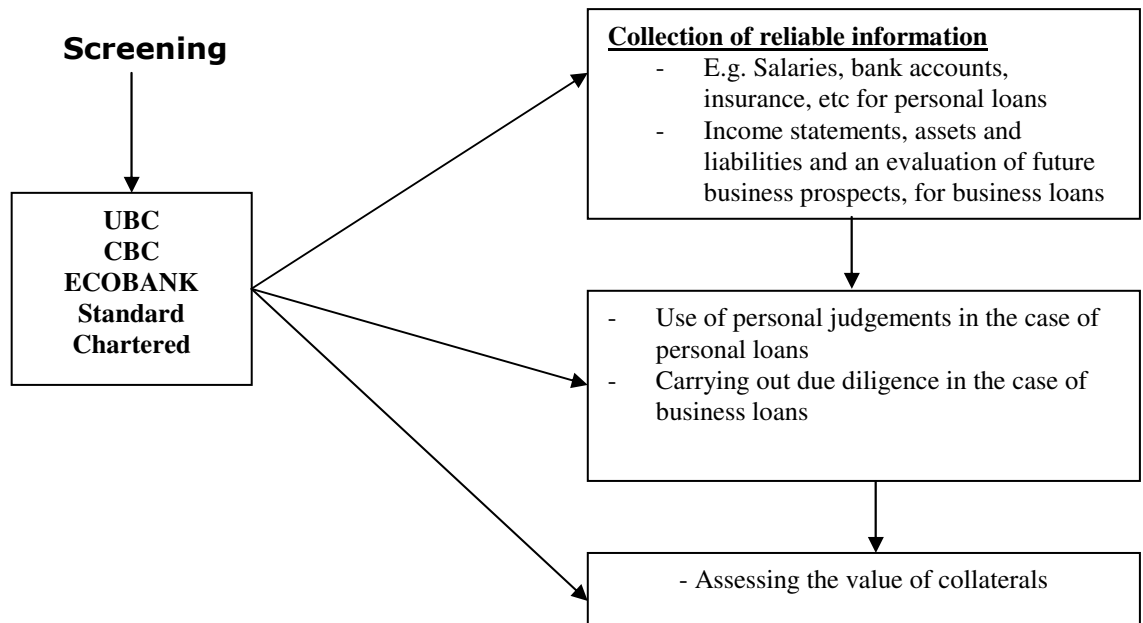 Screening
UBC
CBC
ECOBANK
Standard
Chartered
Collection of reliable information
- E.g. Salaries, bank accounts,
insurance, etc for personal loans
- Income statements, assets and
liabilities and an evaluation of future
business prospects, for business loans
- Use of personal judgements in the case of
personal loans
- Carrying out due diligence in the case of
business loans
- Assessing the value of collaterals